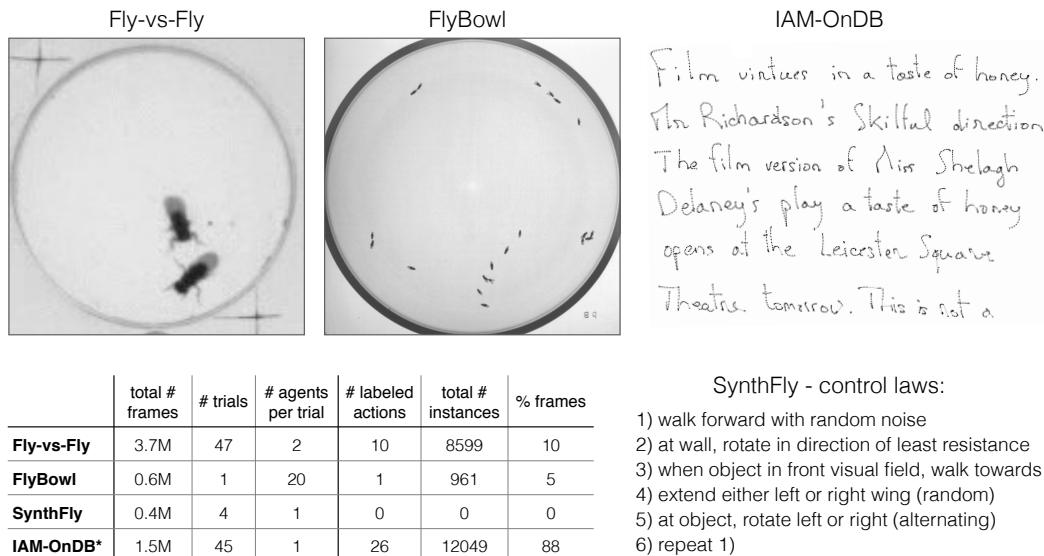 Fly-vs-Fly
FlyBowl
IAM-OnDB
Film virtues in a taste of honey.
Mr Richardson's Skilful direction
The film version of Miss Shelagh
Delaney's play a taste of honey
opens at the Leicester Square
Theatre tomorrow. This is not a
total # frames # trials # agents per trial # labeled actions total # instances % frames
Fly-vs-Fly 3.7M 47 2 10 8599 10
FlyBowl 0.6M 1 20 1 961 5
SynthFly 0.4M 4 1 0 0 0
IAM-OnDB* 1.5M 45 1 26 12049 88
SynthFly - control laws:
1) walk forward with random noise
2) at wall, rotate in direction of least resistance
3) when object in front visual field, walk towards
4) extend either left or right wing (random)
5) at object, rotate left or right (alternating)
6) repeat 1)